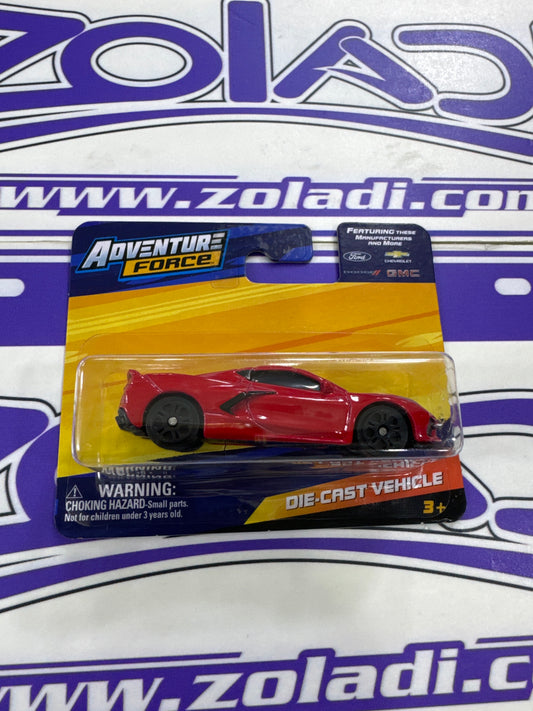 ZOLADI
www.zoladi.com
ADVENTURE
FORCE
FEATURING THESE
MANUFACTURERS
AND MORE
Ford
CHEVROLET
DODGE
GMC
WARNING:
CHOKING HAZARD-Small parts.
Not for children under 3 years old.
DIE-CAST VEHICLE
3+
www.zoladi.c